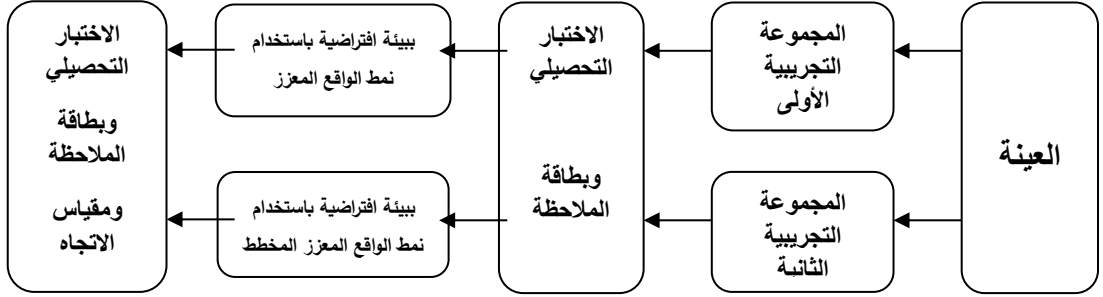 العينة
المجموعة
التجريبية
الأولى
المجموعة
التجريبية
الثانية
الاختبار
التحصيلي
وبطاقة
الملاحظة
ببيئة افتراضية باستخدام
نمط الواقع المعزز
ببيئة افتراضية باستخدام
نمط الواقع المعزز المخطط
الاختبار
التحصيلي
وبطاقة
الملاحظة
ومقياس
الاتجاه